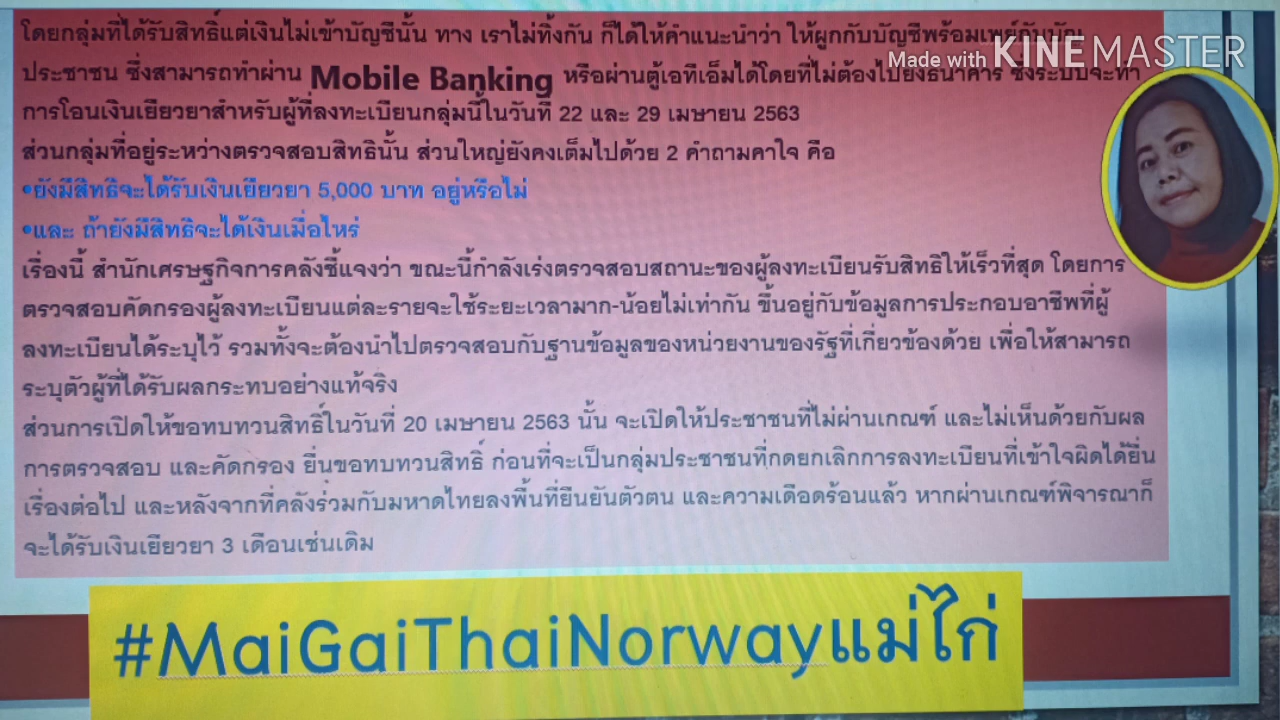 โดยกลุ่มที่ได้รับสิทธิ์แต่เงินไม่เข้าบัญชีนั้น ทาง เราไม่ทิ้งกัน ก็ได้ให้คำแนะนำว่า ให้ผูกกับบัญชีพร้อมเพย์กับบัตร
Made with KINEMASTER
ประชาชน ซึ่งสามารถทำผ่าน Mobile Banking หรือผ่านตู้เอทีเอ็มได้โดยที่ไม่ต้องไปยังธนาคาร ซึ่งระบบจะทำ
การโอนเงินเยียวยาสำหรับผู้ที่ลงทะเบียนกลุ่มนี้ในวันที่ 22 และ 29 เมษายน 2563
ส่วนกลุ่มที่อยู่ระหว่างตรวจสอบสิทธินั้น ส่วนใหญ่ยังคงเต็มไปด้วย 2 คำถามคาใจ คือ
•ยังมีสิทธิจะได้รับเงินเยียวยา 5,000 บาท อยู่หรือไม่
•และ ถ้ายังมีสิทธิจะได้เงินเมื่อไหร่
เรื่องนี้ สำนักเศรษฐกิจการคลังชี้แจงว่า ขณะนี้กำลังเร่งตรวจสอบสถานะของผู้ลงทะเบียนรับสิทธิให้เร็วที่สุด โดยการ
ตรวจสอบคัดกรองผู้ลงทะเบียนแต่ละรายจะใช้ระยะเวลามาก-น้อยไม่เท่ากัน ขึ้นอยู่กับข้อมูลการประกอบอาชีพที่ผู้
ลงทะเบียนได้ระบุไว้ รวมทั้งจะต้องนำไปตรวจสอบกับฐานข้อมูลของหน่วยงานของรัฐที่เกี่ยวข้องด้วย เพื่อให้สามารถ
ระบุตัวผู้ที่ได้รับผลกระทบอย่างแท้จริง
ส่วนการเปิดให้ขอทบทวนสิทธิ์ในวันที่ 20 เมษายน 2563 นั้น จะเปิดให้ประชาชนที่ไม่ผ่านเกณฑ์ และไม่เห็นด้วยกับผล
การตรวจสอบ และคัดกรอง ยื่นขอทบทวนสิทธิ์ ก่อนที่จะเป็นกลุ่มประชาชนที่กดยกเลิกการลงทะเบียนที่เข้าใจผิดได้ยื่น
เรื่องต่อไป และหลังจากที่คลังร่วมกับมหาดไทยลงพื้นที่ยืนยันตัวตน และความเดือดร้อนแล้ว หากผ่านเกณฑ์พิจารณาก็
จะได้รับเงินเยียวยา 3 เดือนเช่นเดิม
#MaiGaiThaiNorwayแม่ไก่